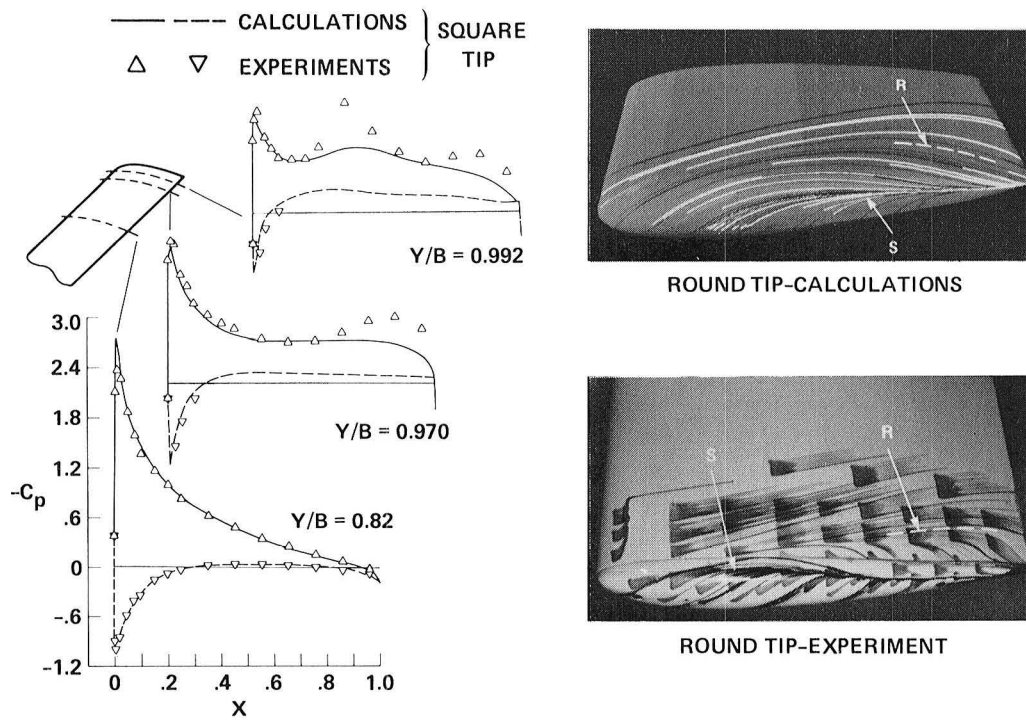 CALCULATIONS
EXPERIMENTS
SQUARE
TIP
Y/B = 0.992
Y/B = 0.970
Y/B = 0.82
3.0
2.4
1.8
1.2
.6
0
-.6
-1.2
-Cp
0
.2
.4
.6
.8
1.0
X
R
S
ROUND TIP-CALCULATIONS
S
R
ROUND TIP-EXPERIMENT